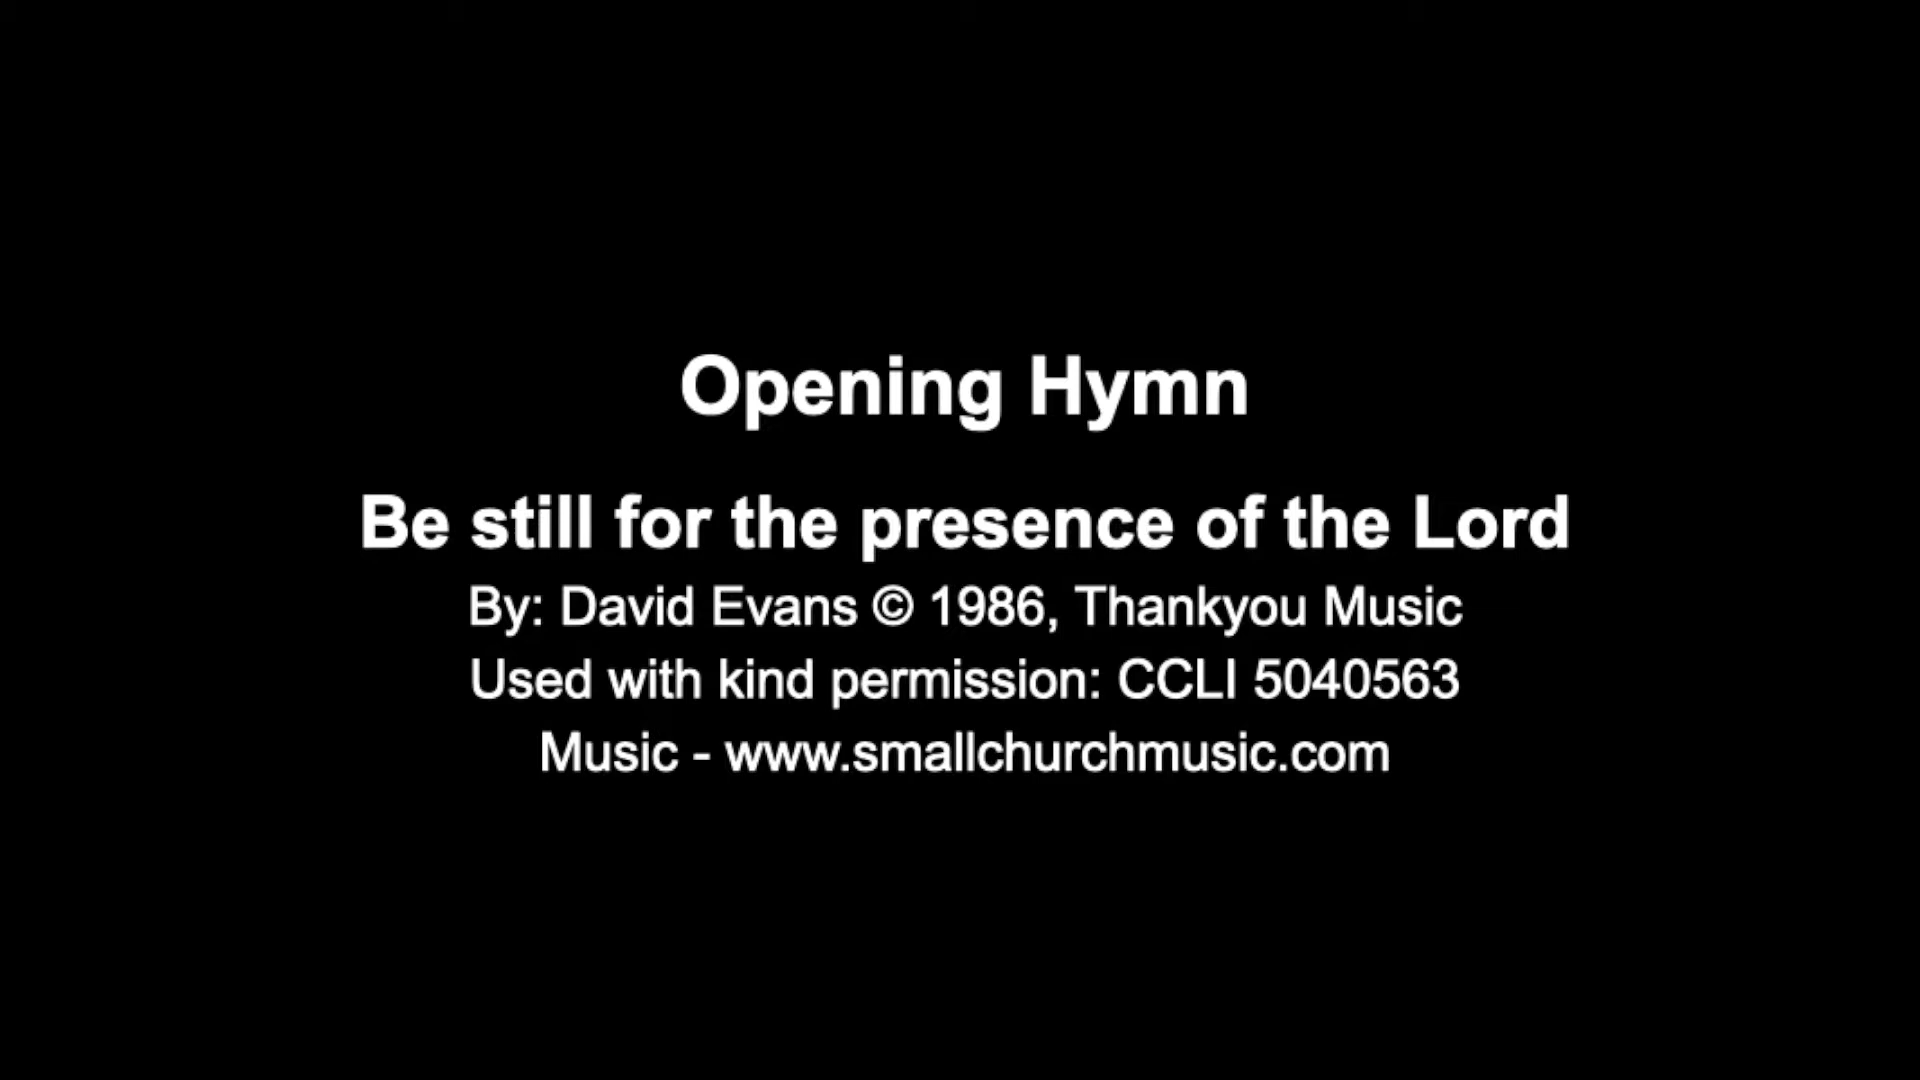 Opening Hymn
Be still for the presence of the Lord
By: David Evans © 1986, Thankyou Music
Used with kind permission: CCLI 5040563
Music - www.smallchurchmusic.com